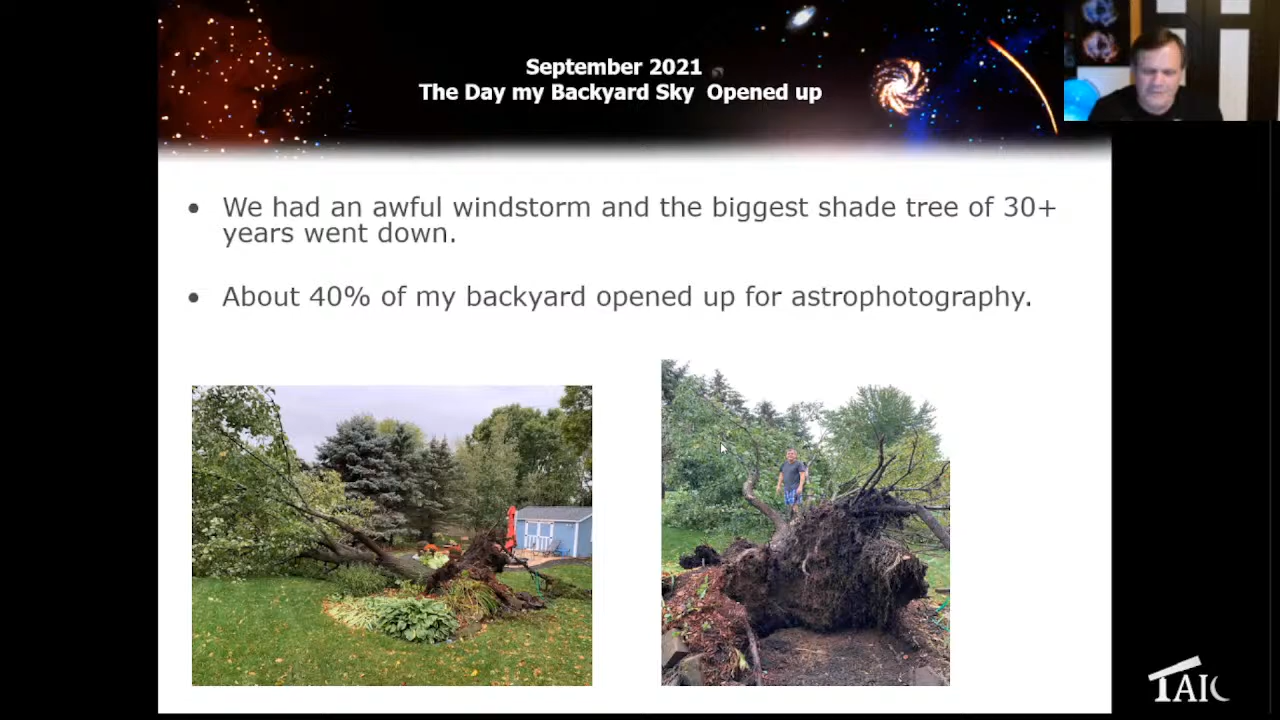 September 2021
The Day my Backyard Sky Opened up
• We had an awful windstorm and the biggest shade tree of 30+
years went down.
• About 40% of my backyard opened up for astrophotography.
TAIC